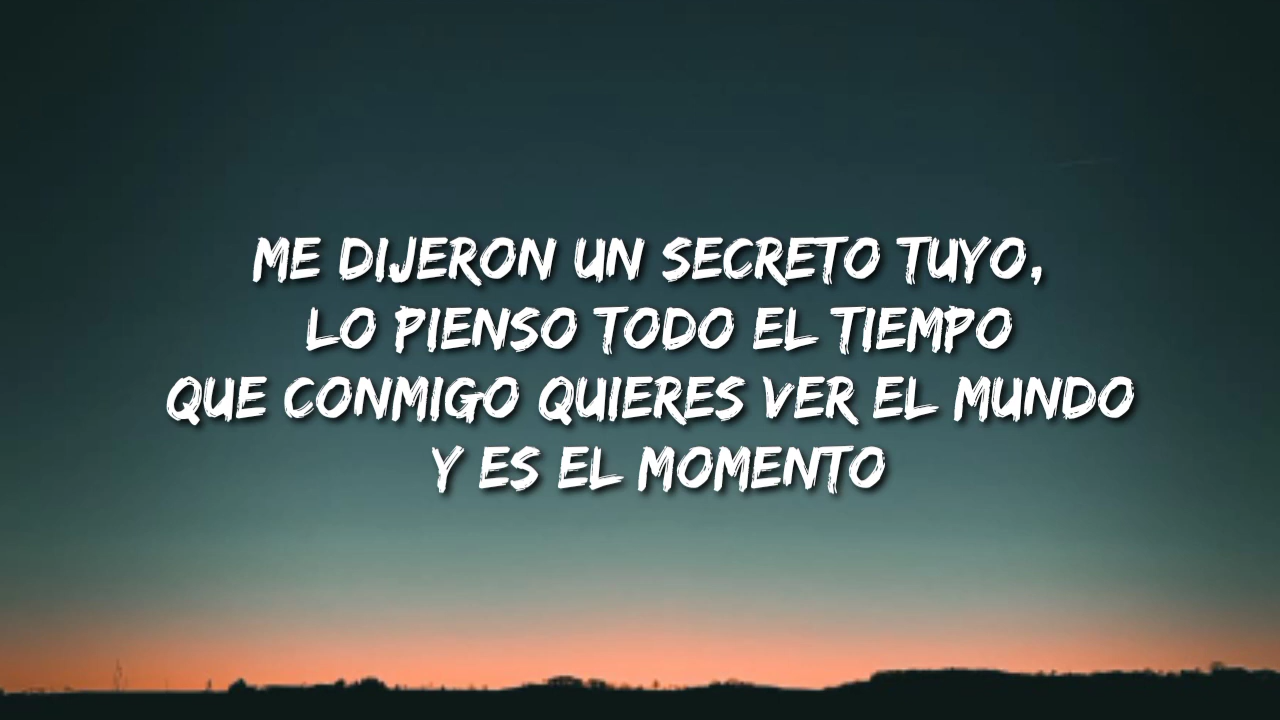 ME DIJERON UN SECRETO TUYO,
LO PIENSO TODO EL TIEMPO
QUE CONMIGO QUIERES VER EL MUNDO
Y ES EL MOMENTO